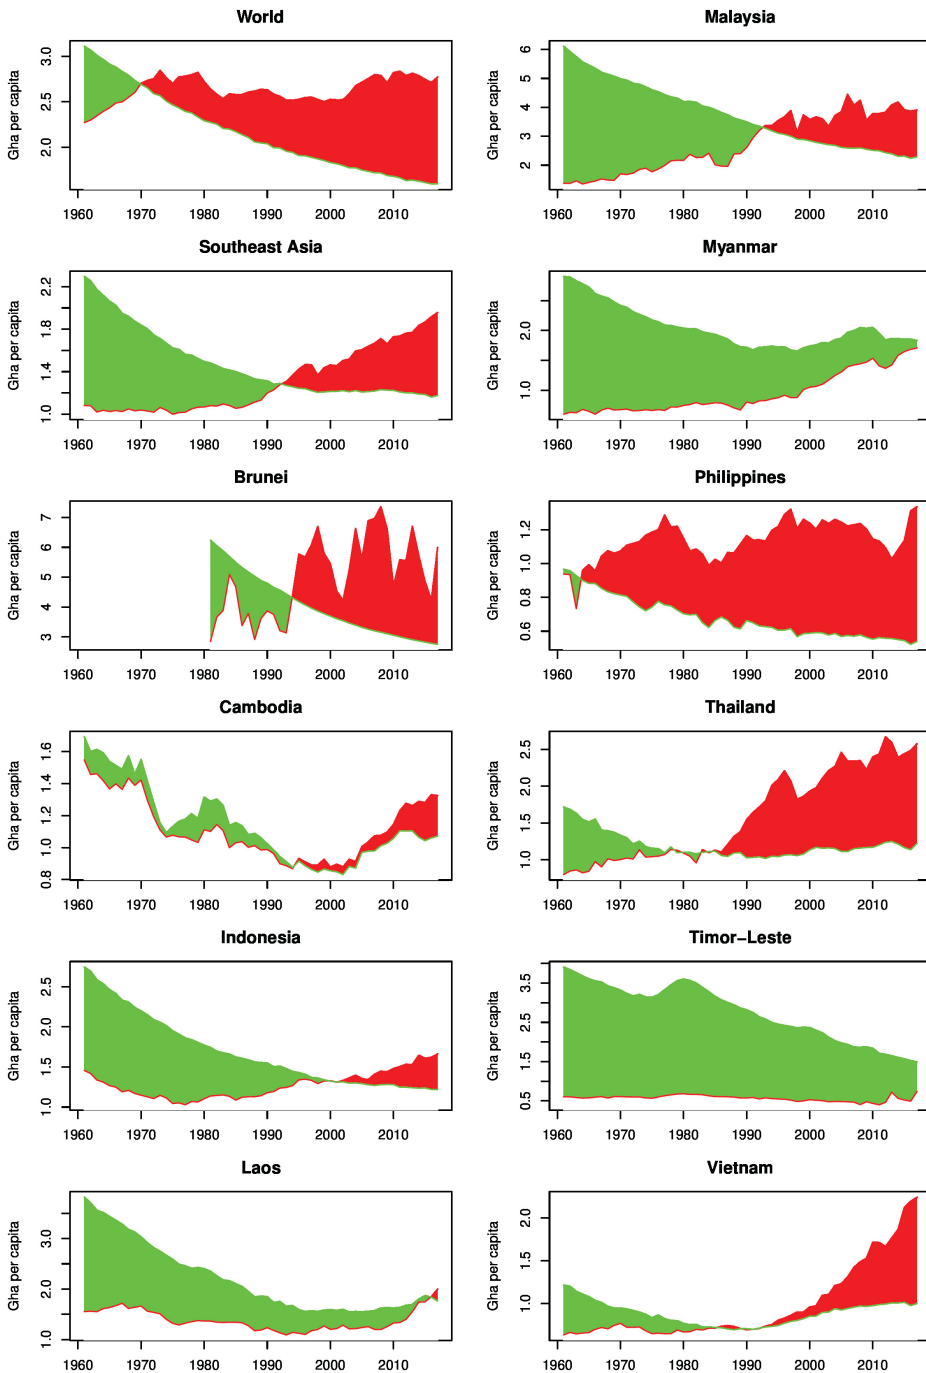 World
Gha per capita
3.0
2.5
2.0
1960 1970 1980 1990 2000 2010
Malaysia
Gha per capita
6
5
4
3
2
1960 1970 1980 1990 2000 2010
Southeast Asia
Gha per capita
2.2
1.8
1.4
1.0
1960 1970 1980 1990 2000 2010
Myanmar
Gha per capita
2.0
1.0
1960 1970 1980 1990 2000 2010
Brunei
Gha per capita
7
6
5
4
3
1960 1970 1980 1990 2000 2010
Philippines
Gha per capita
1.2
1.0
0.8
0.6
1960 1970 1980 1990 2000 2010
Cambodia
Gha per capita
1.6
1.4
1.2
1.0
0.8
1960 1970 1980 1990 2000 2010
Thailand
Gha per capita
2.5
2.0
1.5
1.0
1960 1970 1980 1990 2000 2010
Indonesia
Gha per capita
2.5
2.0
1.5
1.0
1960 1970 1980 1990 2000 2010
Timor−Leste
Gha per capita
3.5
2.5
1.5
0.5
1960 1970 1980 1990 2000 2010
Laos
Gha per capita
3.0
2.0
1.0
1960 1970 1980 1990 2000 2010
Vietnam
Gha per capita
2.0
1.5
1.0
1960 1970 1980 1990 2000 2010